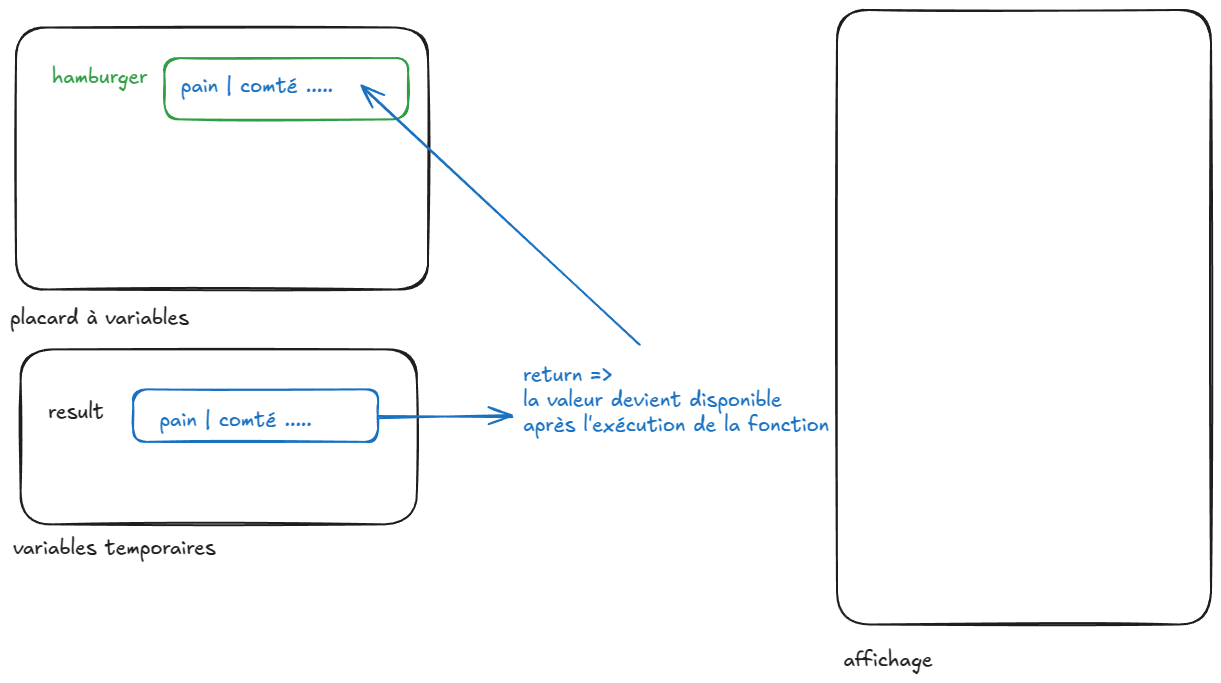 hamburger
pain | comté .....
placard à variables
result
pain | comté .....
variables temporaires
return =>
la valeur devient disponible
après l'exécution de la fonction
affichage